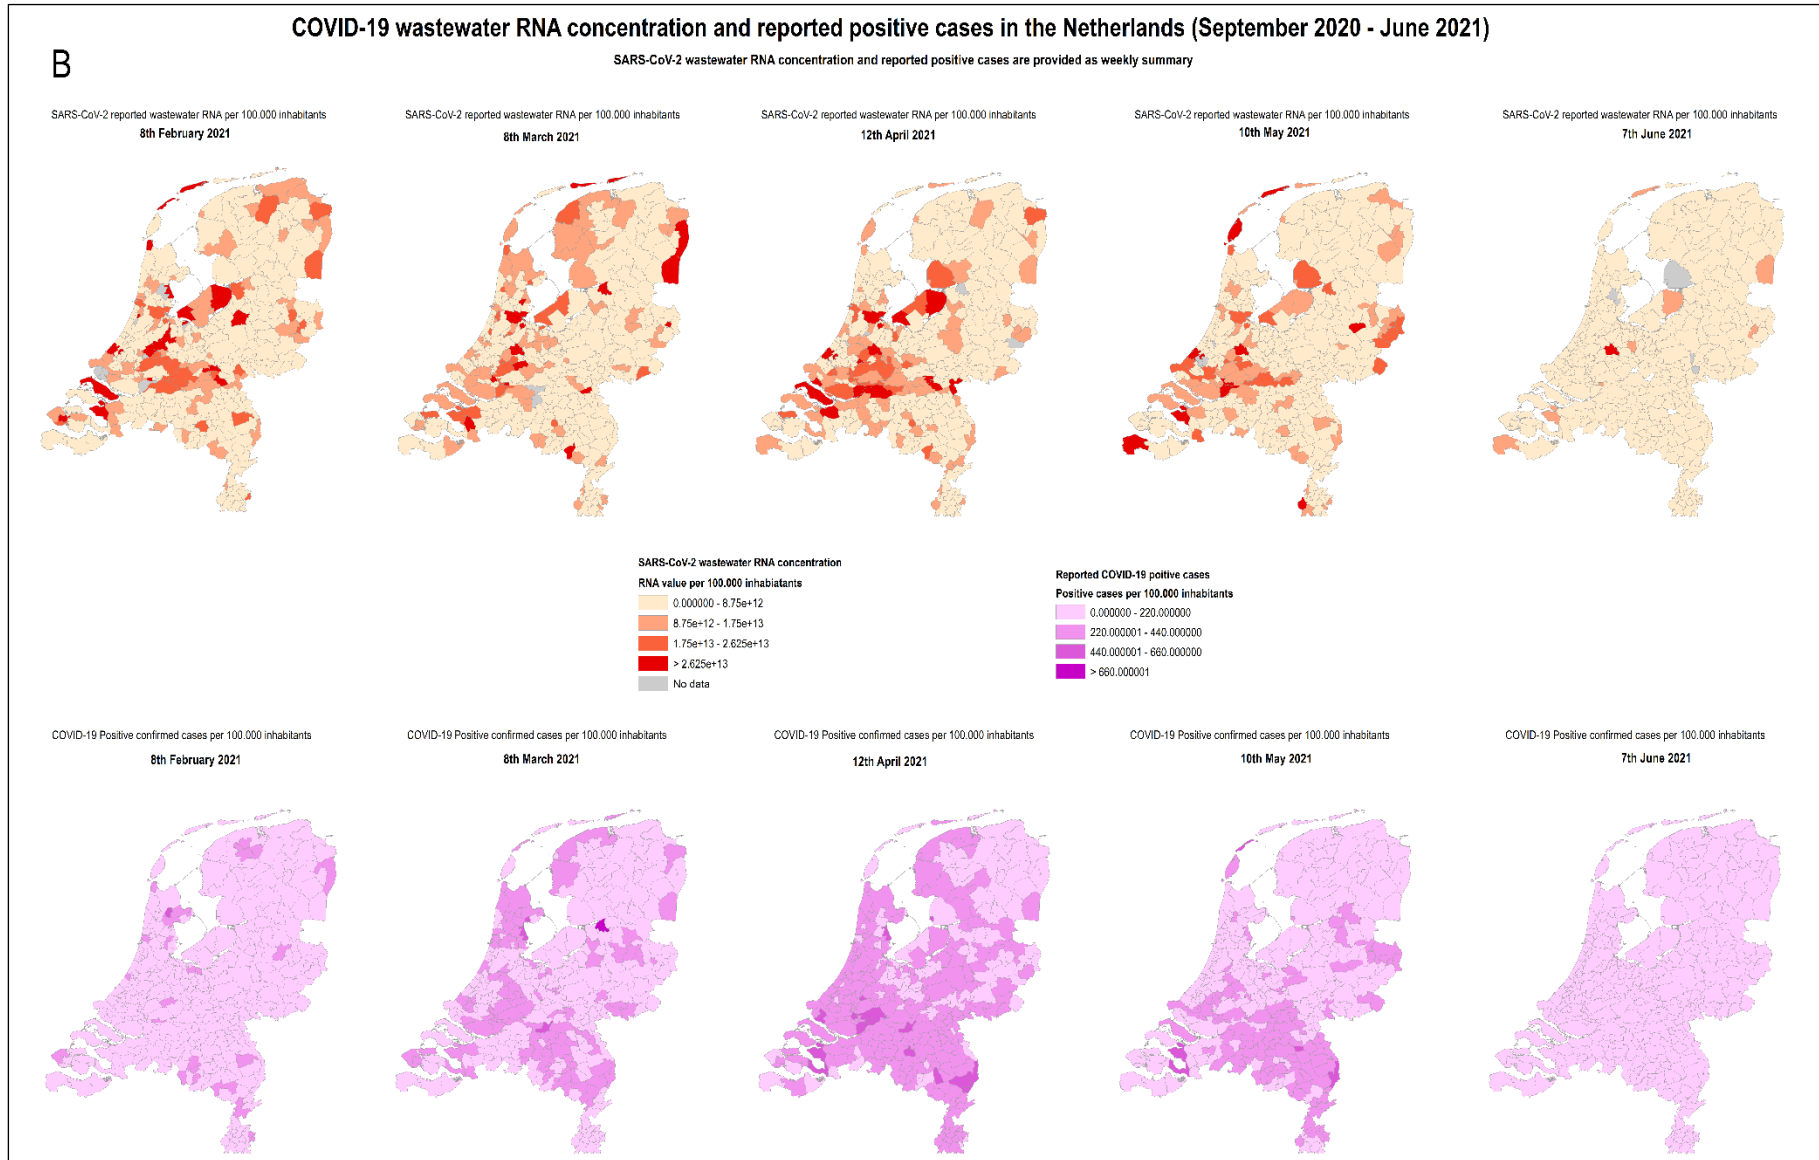 COVID-19 wastewater RNA concentration and reported positive cases in the Netherlands (September 2020 - June 2021)
B
SARS-CoV-2 wastewater RNA concentration and reported positive cases are provided as weekly summary
SARS-CoV-2 reported wastewater RNA per 100.000 inhabitants
8th February 2021
SARS-CoV-2 reported wastewater RNA per 100.000 inhabitants
8th March 2021
SARS-CoV-2 reported wastewater RNA per 100.000 inhabitants
12th April 2021
SARS-CoV-2 reported wastewater RNA per 100.000 inhabitants
10th May 2021
SARS-CoV-2 reported wastewater RNA per 100.000 inhabitants
7th June 2021
SARS-CoV-2 wastewater RNA concentration
RNA value per 100.000 inhabiatants
0.000000 - 8.75e+12
8.75e+12 - 1.75e+13
1.75e+13 - 2.625e+13
> 2.625e+13
No data
Reported COVID-19 poitive cases
Positive cases per 100.000 inhabitants
0.000000 - 220.000000
220.000001 - 440.000000
440.000001 - 660.000000
> 660.000001
COVID-19 Positive confirmed cases per 100.000 inhabitants
8th February 2021
COVID-19 Positive confirmed cases per 100.000 inhabitants
8th March 2021
COVID-19 Positive confirmed cases per 100.000 inhabitants
12th April 2021
COVID-19 Positive confirmed cases per 100.000 inhabitants
10th May 2021
COVID-19 Positive confirmed cases per 100.000 inhabitants
7th June 2021